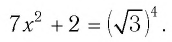 7x² + 2 = (√3)⁴.